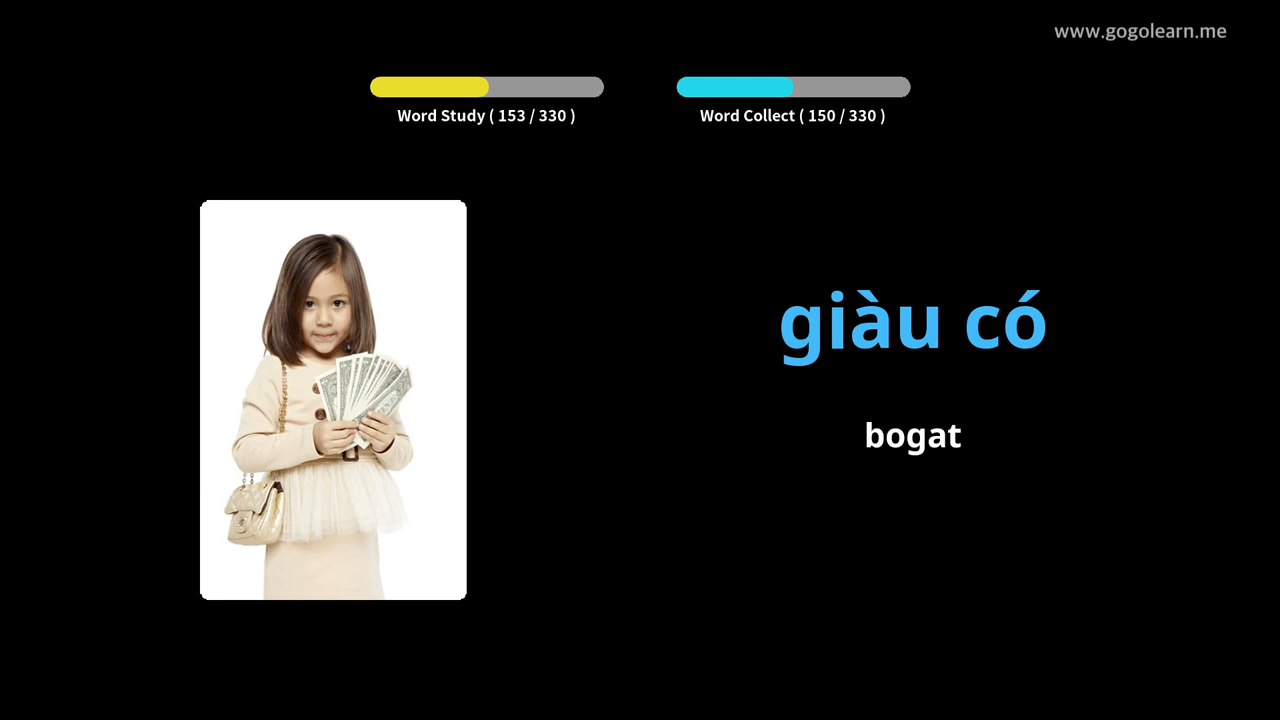 www.gogolearn.me
Word Study ( 153 / 330 )
Word Collect ( 150 / 330 )
giàu có
bogat